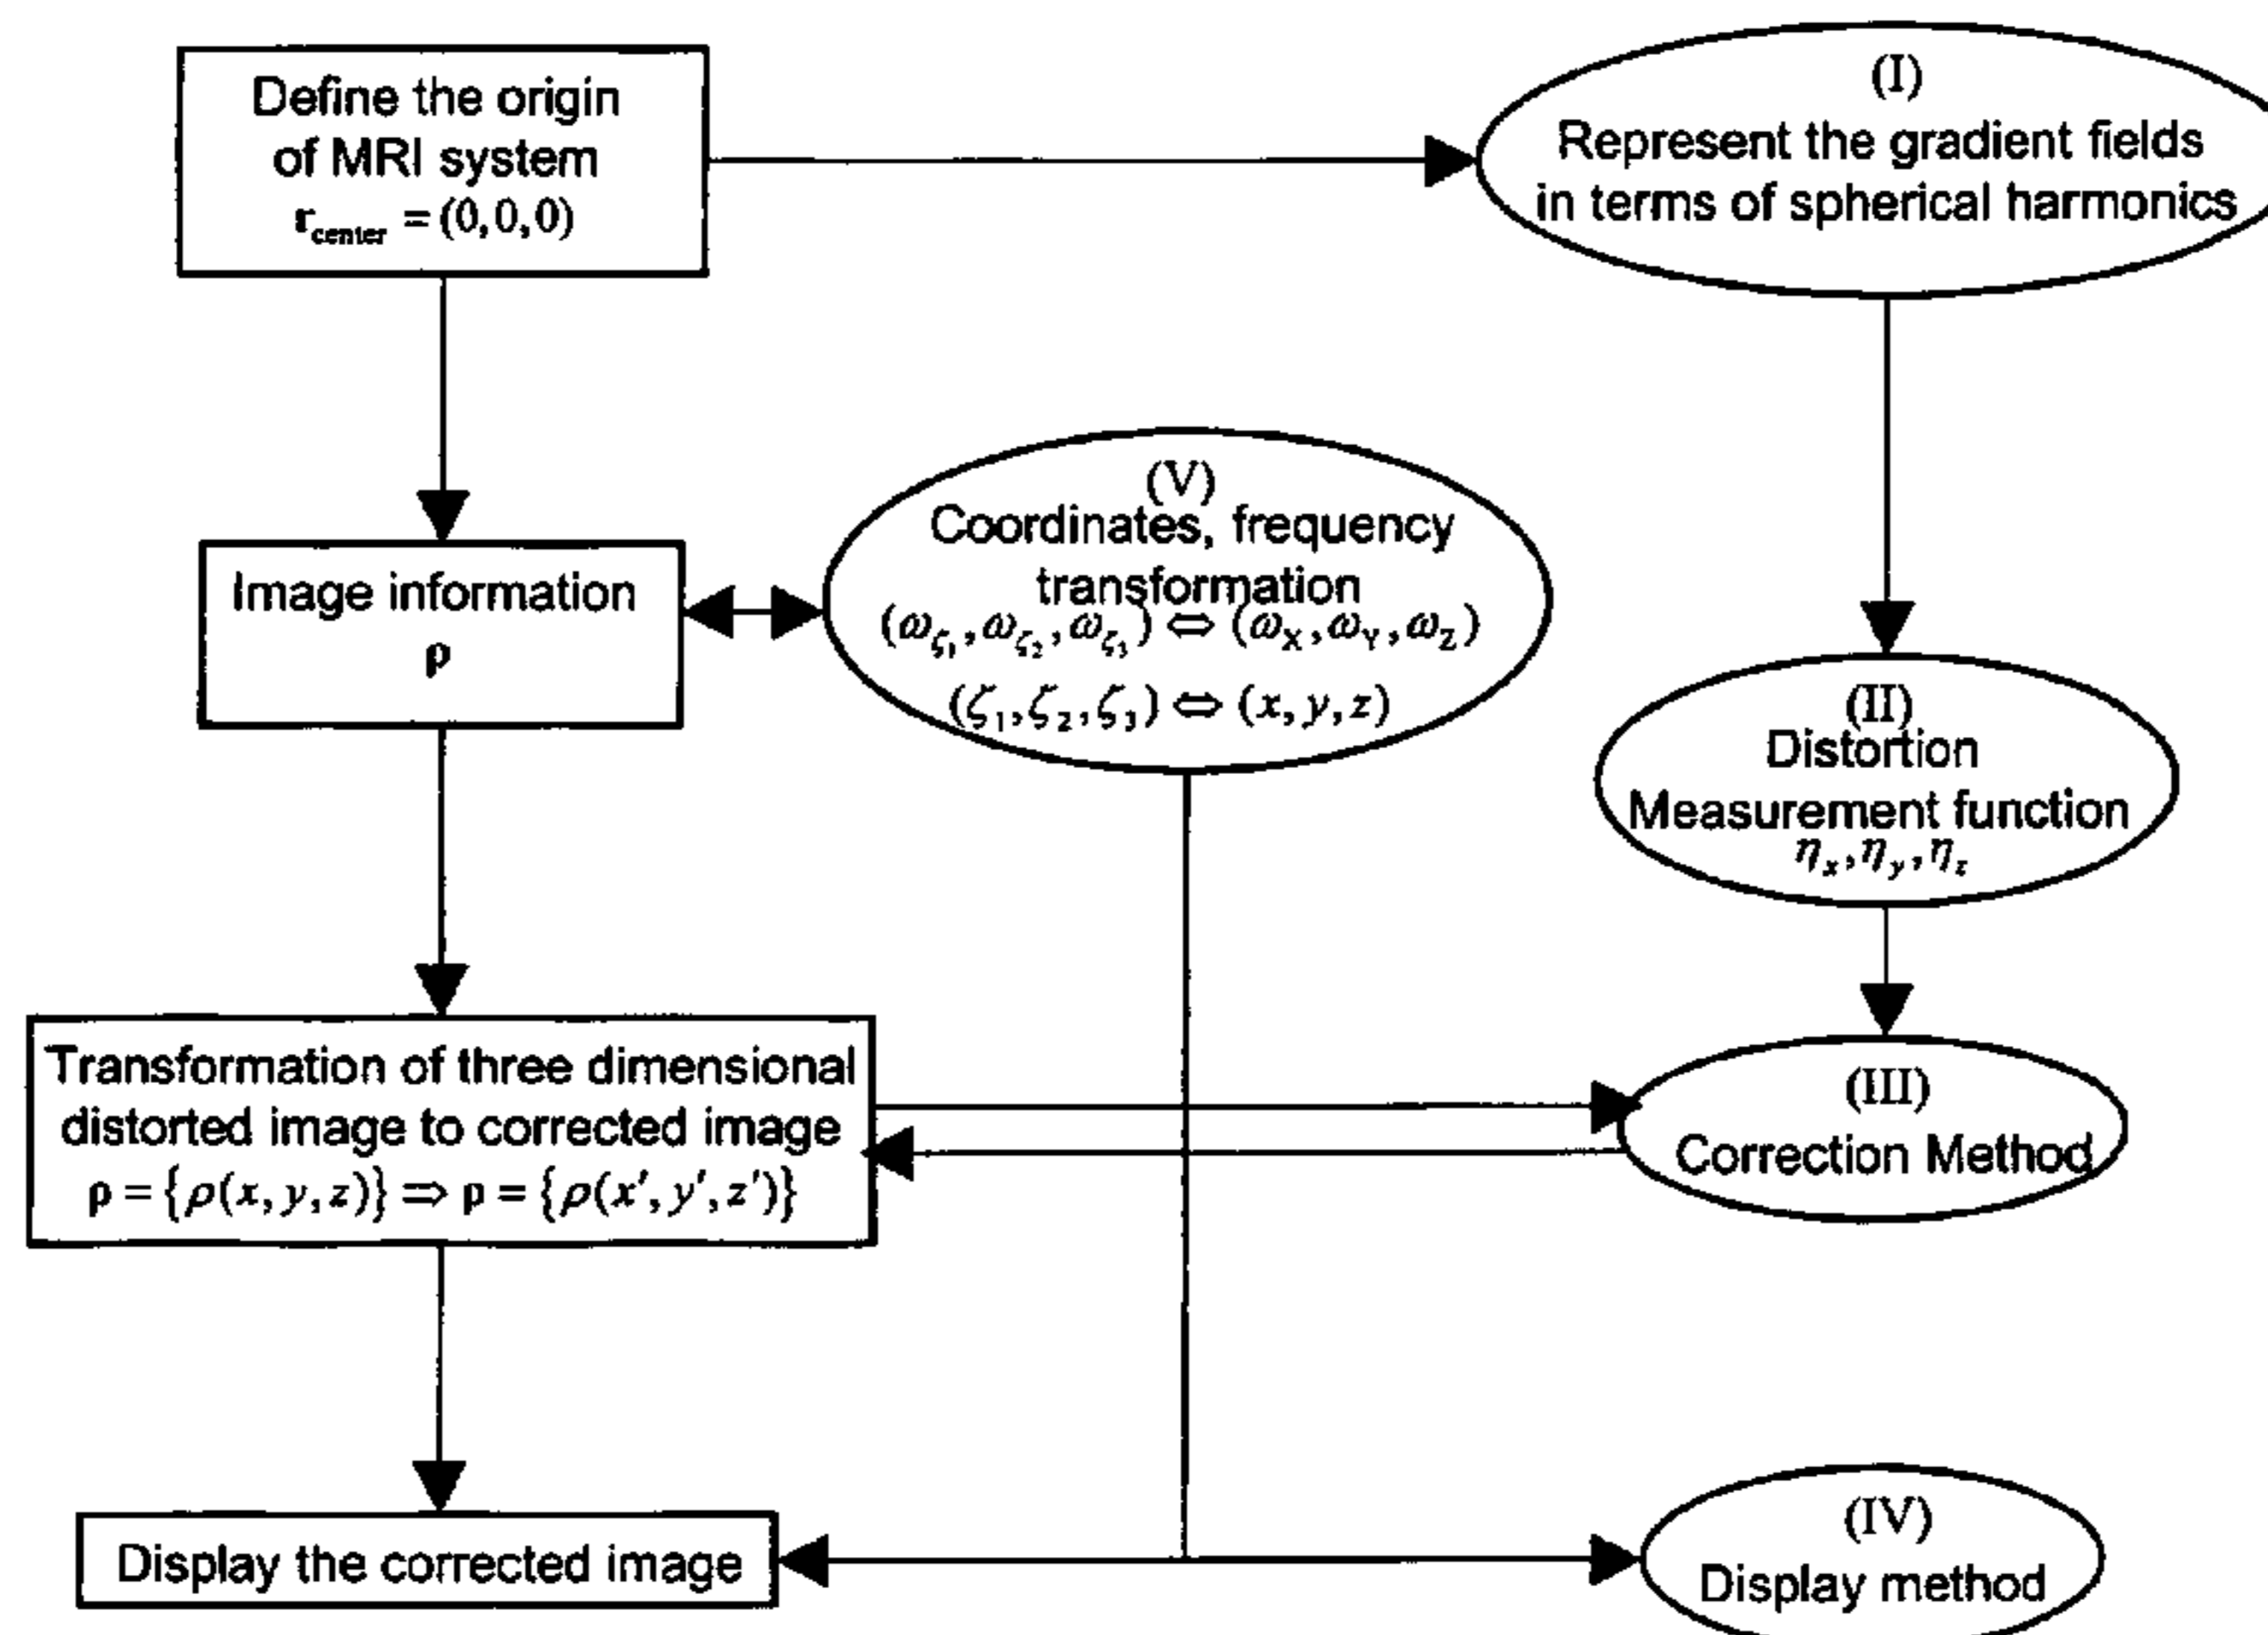 Define the origin
of MRI system
r_center = (0,0,0)
(I)
Represent the gradient fields
in terms of spherical harmonics
Image information
ρ
(V)
Coordinates, frequency
transformation
(ω_ζ1, ω_ζ2, ω_ζ3) ⇔ (ω_X, ω_Y, ω_Z)
(ζ1, ζ2, ζ3) ⇔ (x, y, z)
(II)
Distortion
Measurement function
η_x, η_y, η_z
Transformation of three dimensional
distorted image to corrected image
ρ = {ρ(x, y, z)} ⇒ ρ = {ρ(x′, y′, z′)}
(III)
Correction Method
Display the corrected image
(IV)
Display method